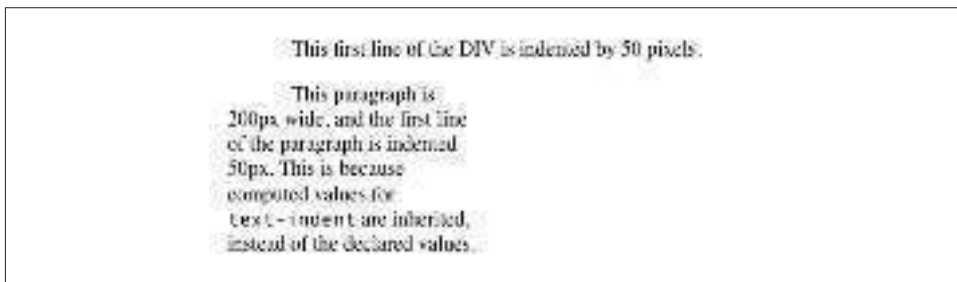 This first line of the DIV is indented by 50 pixels.
This paragraph is
200px wide, and the first line
of the paragraph is indented
50px. This is because
computed values for
text-indent are inherited,
instead of the declared values.